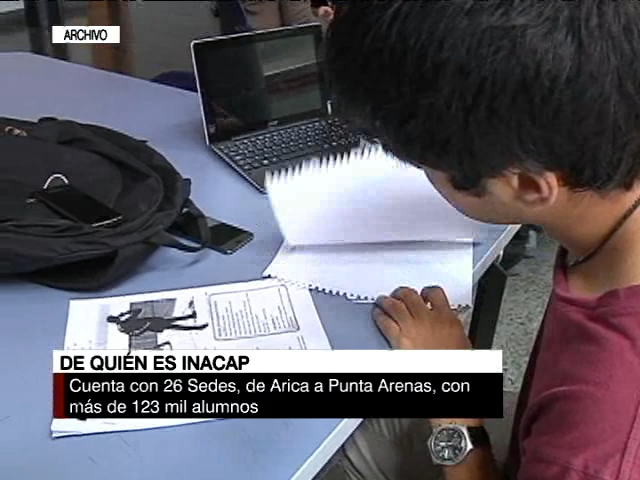 ARCHIVO
DE QUIÉN ES INACAP
Cuenta con 26 Sedes, de Arica a Punta Arenas, con
más de 123 mil alumnos